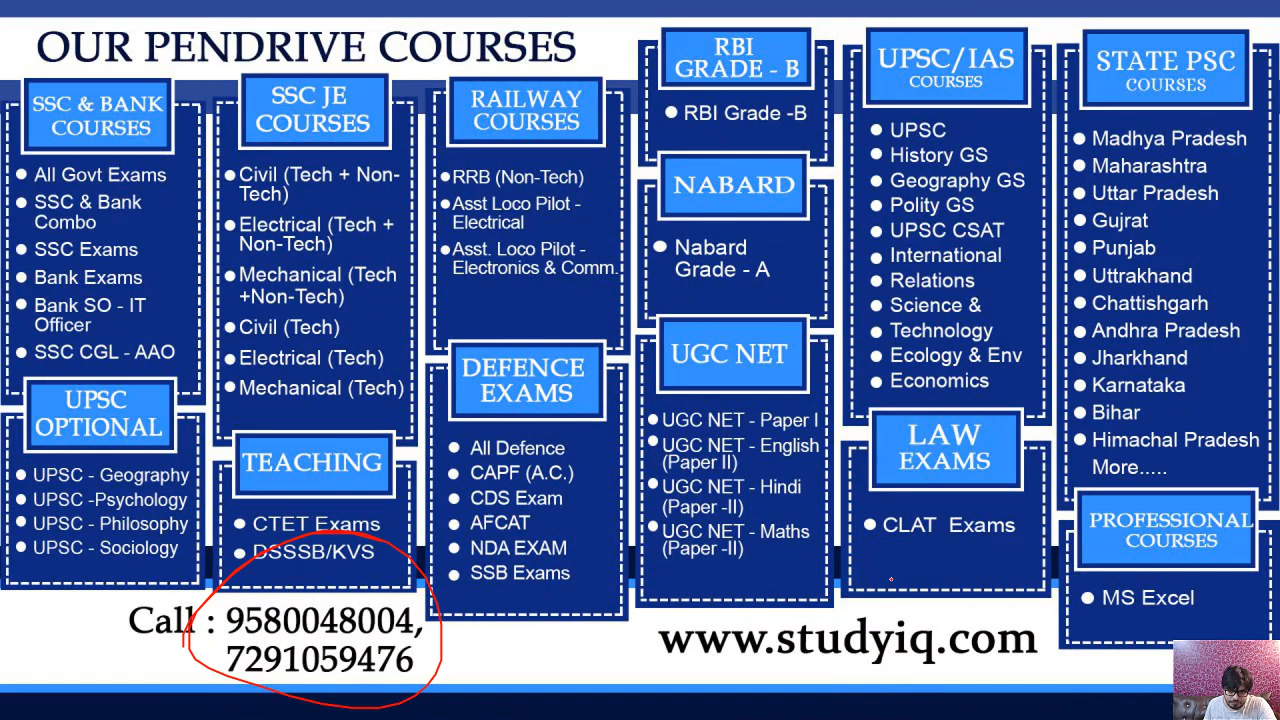 OUR PENDRIVE COURSES
SSC & BANK
COURSES
All Govt Exams
SSC & Bank
Combo
SSC Exams
Bank Exams
Bank SO - IT
Officer
SSC CGL - AAO
UPSC
OPTIONAL
UPSC - Geography
UPSC -Psychology
UPSC - Philosophy
UPSC - Sociology
SSC JE
COURSES
Civil (Tech + Non-
Tech)
Electrical (Tech +
Non-Tech)
Mechanical (Tech
+Non-Tech)
Civil (Tech)
Electrical (Tech)
Mechanical (Tech)
TEACHING
CTET Exams
DSSSB/KVS
RAILWAY
COURSES
RRB (Non-Tech)
Asst Loco Pilot -
Electrical
Asst. Loco Pilot -
Electronics & Comm.
DEFENCE
EXAMS
All Defence
CAPF (A.C.)
CDS Exam
AFCAT
NDA EXAM
SSB Exams
RBI
GRADE - B
RBI Grade -B
NABARD
Nabard
Grade - A
UGC NET
UGC NET - Paper I
UGC NET - English
(Paper II)
UGC NET - Hindi
(Paper -II)
UGC NET - Maths
(Paper -II)
UPSC/IAS
COURSES
UPSC
History GS
Geography GS
Polity GS
UPSC CSAT
International
Relations
Science &
Technology
Ecology & Env
Economics
LAW
EXAMS
CLAT Exams
STATE PSC
COURSES
Madhya Pradesh
Maharashtra
Uttar Pradesh
Gujrat
Punjab
Uttrakhand
Chattishgarh
Andhra Pradesh
Jharkhand
Karnataka
Bihar
Himachal Pradesh
More.....
PROFESSIONAL
COURSES
MS Excel
Call : 9580048004,
7291059476
www.studyiq.com